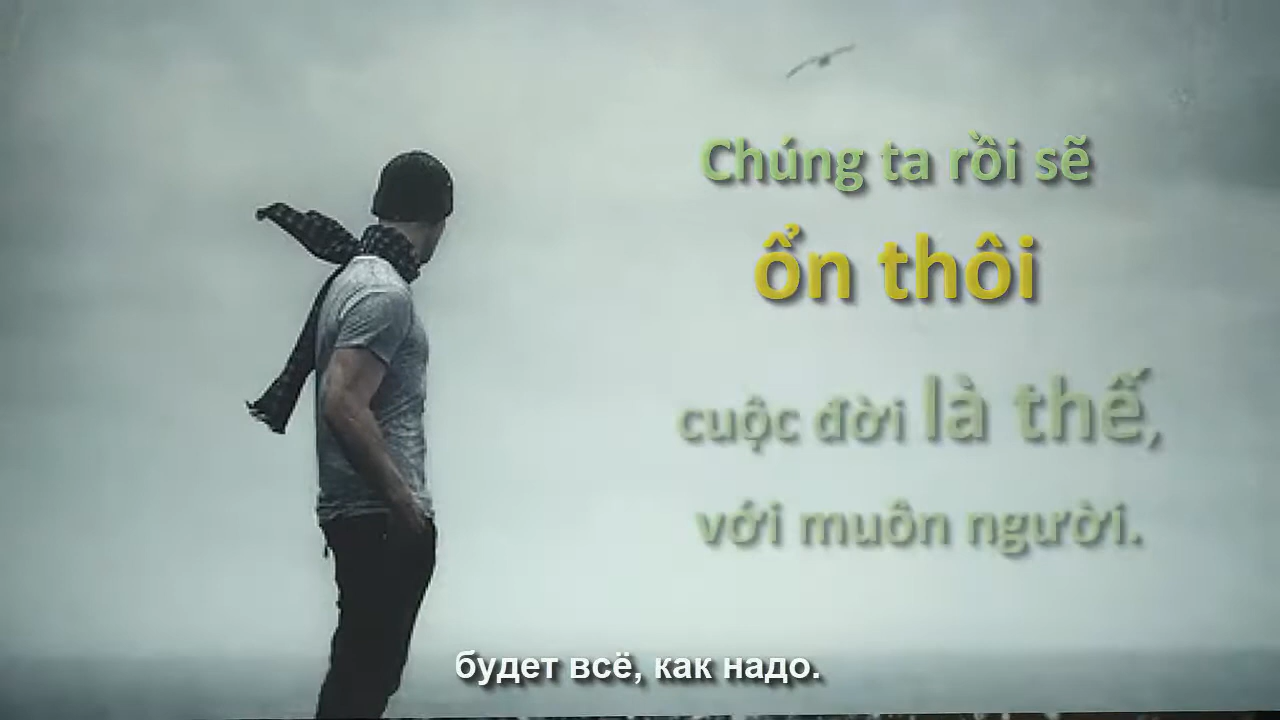 Chúng ta rồi sẽ
ổn thôi
cuộc đời là thế,
với muôn người.
будет всё, как надо.